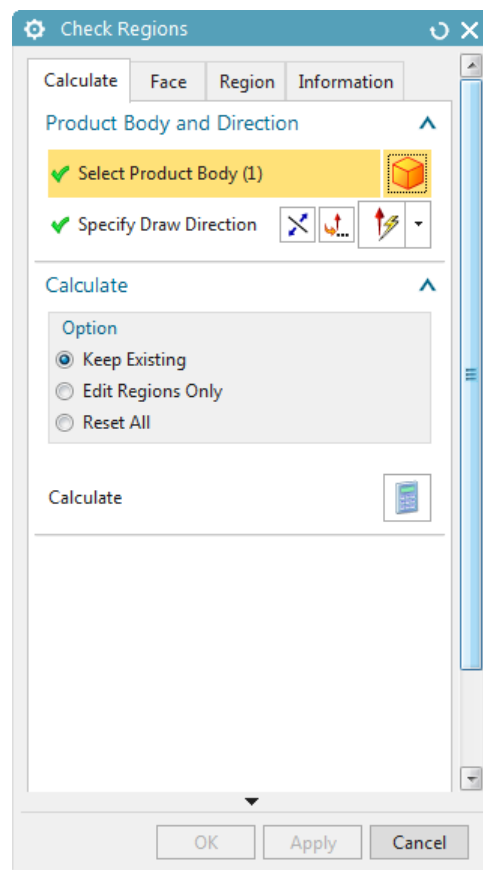 Check Regions
Calculate Face Region Information
Product Body and Direction
Select Product Body (1)
Specify Draw Direction
Calculate
Option
Keep Existing
Edit Regions Only
Reset All
Calculate
OK Apply Cancel